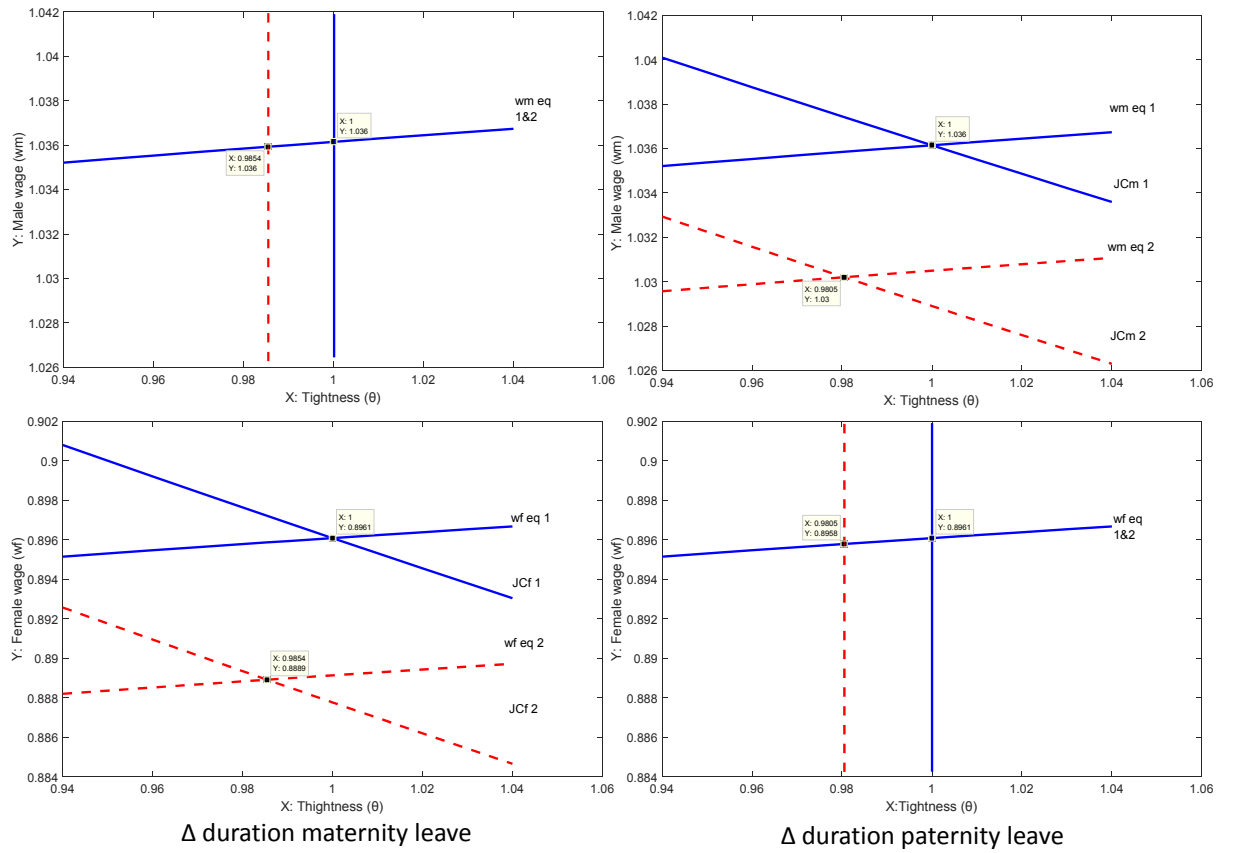 1.042
1.04
1.038
1.036
1.034
1.032
1.03
1.028
1.026
Y: Male wage (wm)
X: 1
Y: 1.036
X: 0.9854
Y: 1.036
wm eq
1&2
0.94
0.96
0.98
1
1.02
1.04
1.06
X: Tightness (θ)
1.042
1.04
1.038
1.036
1.034
1.032
1.03
1.028
1.026
Y: Male wage (wm)
X: 1
Y: 1.036
wm eq 1
JCm 1
wm eq 2
X: 0.9805
Y: 1.03
JCm 2
0.94
0.96
0.98
1
1.02
1.04
1.06
X: Tightness (θ)
0.902
0.9
0.898
0.896
0.894
0.892
0.89
0.888
0.886
0.884
Y: Female wage (wf)
X: 1
Y: 0.8961
wf eq 1
JCf 1
X: 0.9854
Y: 0.8889
wf eq 2
JCf 2
0.94
0.96
0.98
1
1.02
1.04
1.06
X: Thightness (θ)
Δ duration maternity leave
0.902
0.9
0.898
0.896
0.894
0.892
0.89
0.888
0.886
0.884
Y: Female wage (wf)
X: 0.9805
Y: 0.8958
X: 1
Y: 0.8961
wf eq
1&2
0.94
0.96
0.98
1
1.02
1.04
1.06
X:Tightness (θ)
Δ duration paternity leave